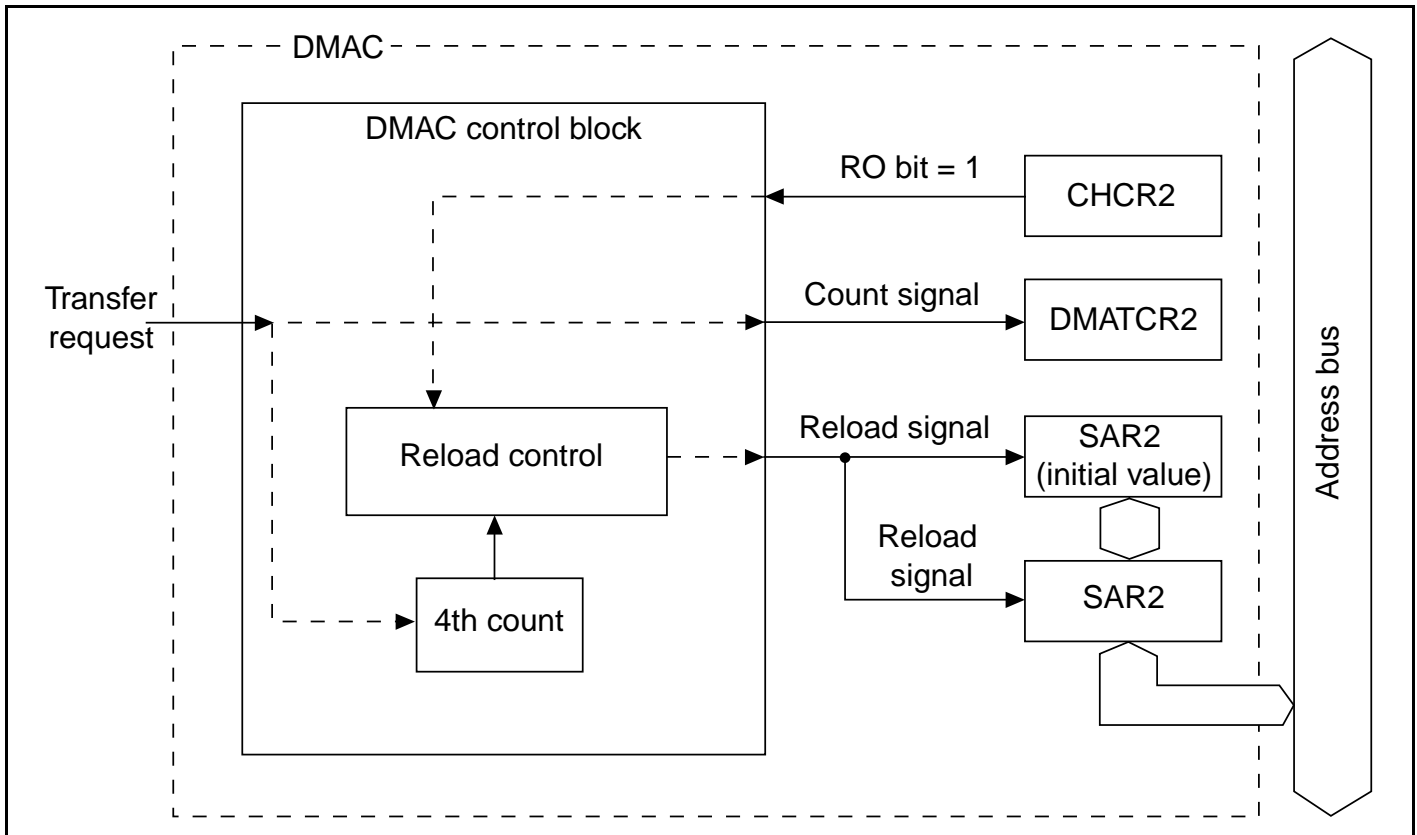 DMAC
DMAC control block
RO bit = 1
CHCR2
Transfer
request
Count signal
DMATCR2
Reload control
Reload signal
SAR2
(initial value)
4th count
Reload
signal
SAR2
Address bus